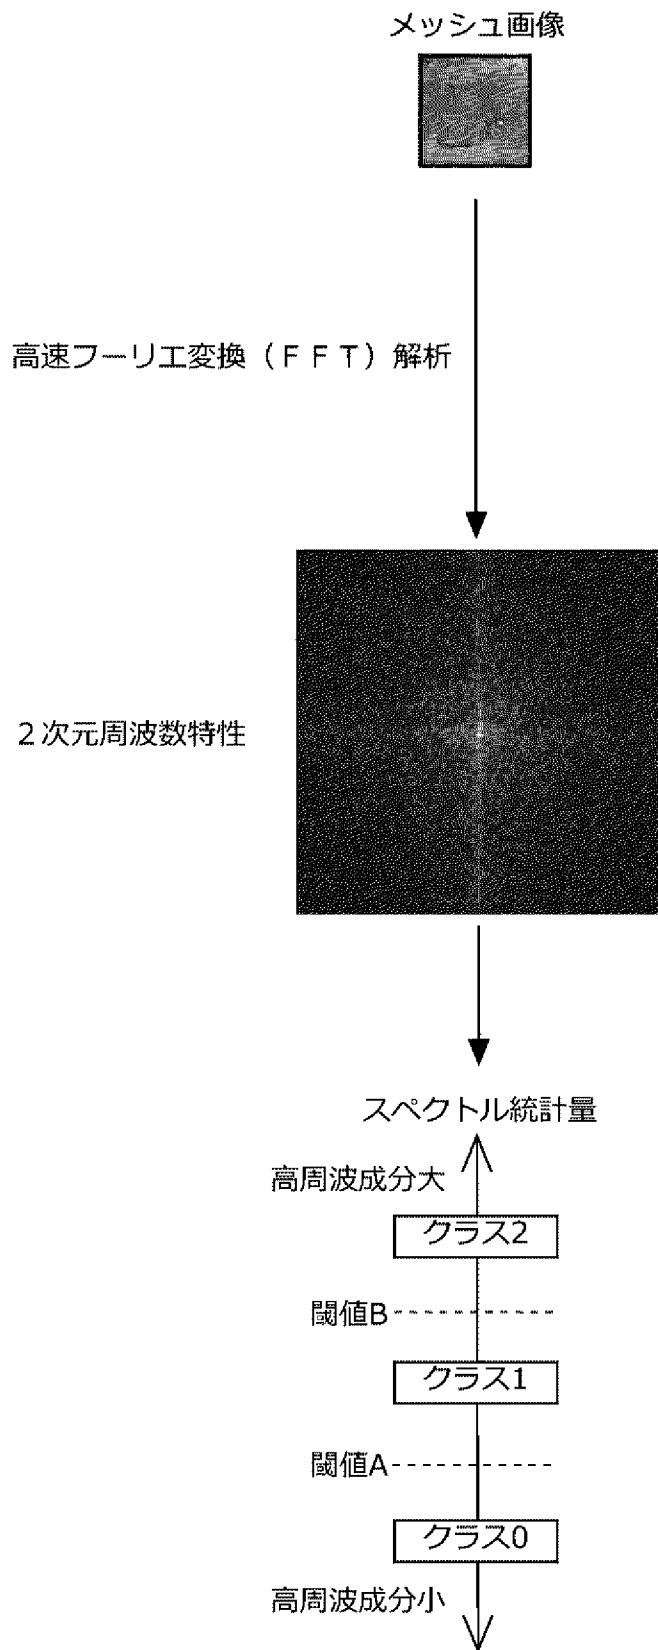 メッシュ画像
高速フーリエ変換（ＦＦＴ）解析
２次元周波数特性
スペクトル統計量
高周波成分大
クラス2
閾値B
クラス1
閾値A
クラス0
高周波成分小